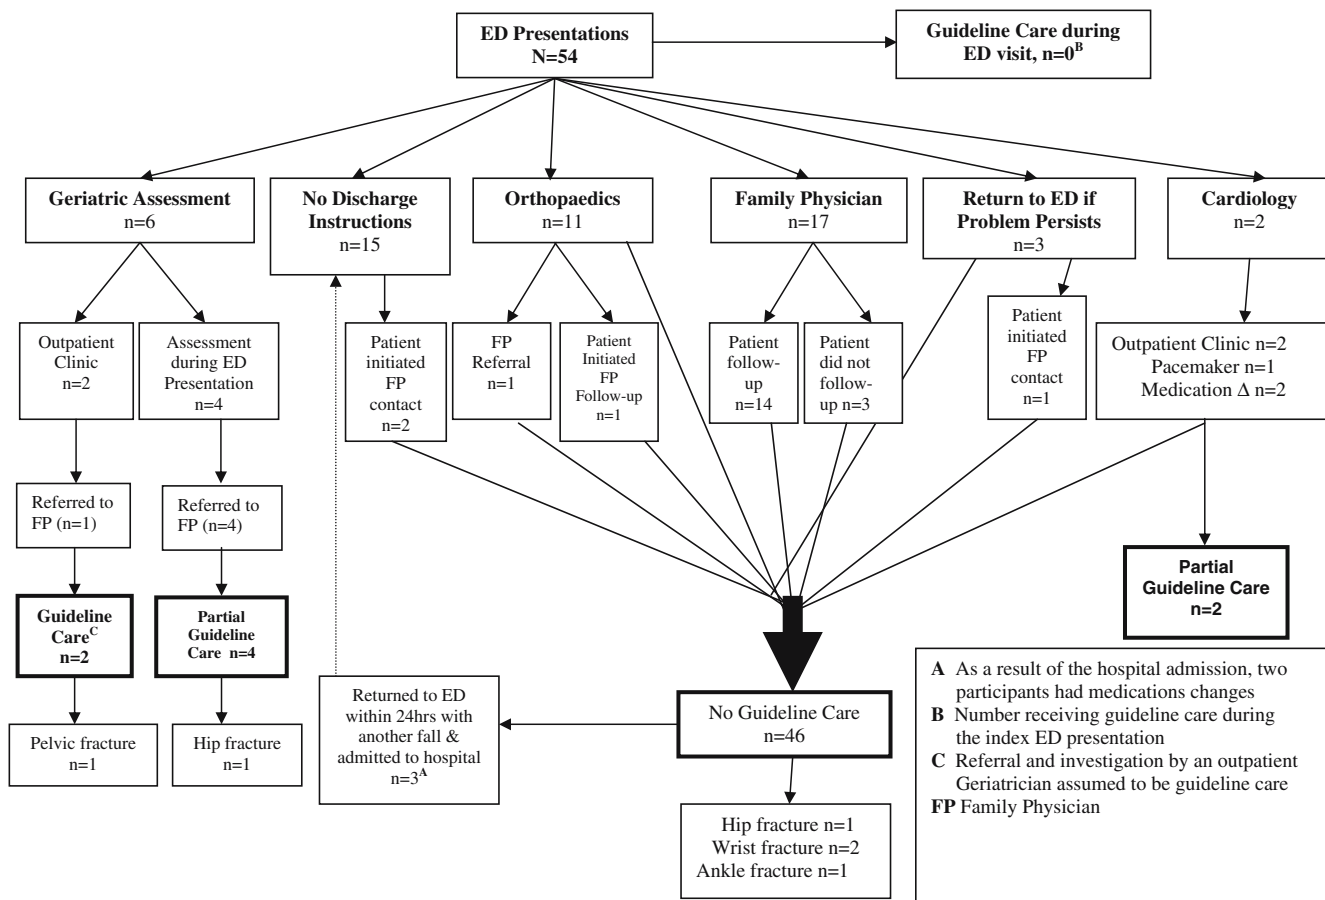 ED Presentations
N=54
Guideline Care during
ED visit, n=0B
Geriatric Assessment
n=6
No Discharge
Instructions
n=15
Orthopaedics
n=11
Family Physician
n=17
Return to ED if
Problem Persists
n=3
Cardiology
n=2
Outpatient
Clinic
n=2
Assessment
during ED
Presentation
n=4
Patient
initiated
FP
contact
n=2
FP
Referral
n=1
Patient
Initiated
FP
Follow-up
n=1
Patient
follow-
up
n=14
Patient
did not
follow-
up n=3
Patient
initiated
FP
contact
n=1
Outpatient Clinic n=2
Pacemaker n=1
Medication Δ n=2
Referred to
FP (n=1)
Referred to
FP (n=4)
Guideline
CareC
n=2
Partial
Guideline
Care n=4
Partial
Guideline Care
n=2
Pelvic fracture
n=1
Hip fracture
n=1
Returned to ED
within 24hrs with
another fall &
admitted to hospital
n=3A
No Guideline Care
n=46
Hip fracture n=1
Wrist fracture n=2
Ankle fracture n=1
A As a result of the hospital admission, two
participants had medications changes
B Number receiving guideline care during
the index ED presentation
C Referral and investigation by an outpatient
Geriatrician assumed to be guideline care
FP Family Physician